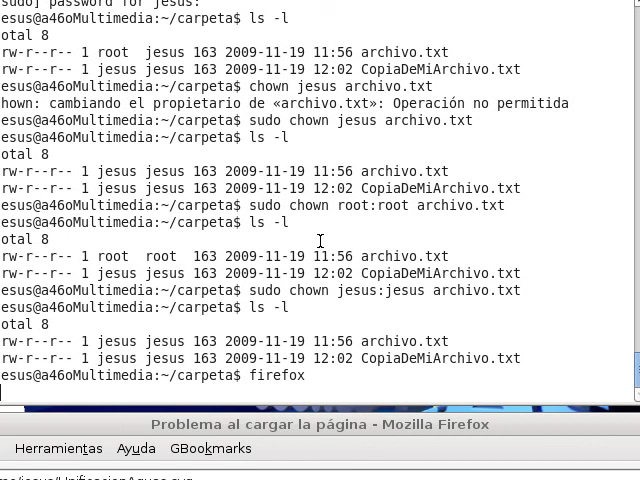 sudo] password for jesus:
esus@a46oMultimedia:~/carpeta$ ls -l
otal 8
rw-r--r-- 1 root  jesus 163 2009-11-19 11:56 archivo.txt
rw-r--r-- 1 jesus jesus 163 2009-11-19 12:02 CopiaDeMiArchivo.txt
esus@a46oMultimedia:~/carpeta$ chown jesus archivo.txt
hown: cambiando el propietario de «archivo.txt»: Operación no permitida
esus@a46oMultimedia:~/carpeta$ sudo chown jesus archivo.txt
esus@a46oMultimedia:~/carpeta$ ls -l
otal 8
rw-r--r-- 1 jesus jesus 163 2009-11-19 11:56 archivo.txt
rw-r--r-- 1 jesus jesus 163 2009-11-19 12:02 CopiaDeMiArchivo.txt
esus@a46oMultimedia:~/carpeta$ sudo chown root:root archivo.txt
esus@a46oMultimedia:~/carpeta$ ls -l
otal 8
rw-r--r-- 1 root  root  163 2009-11-19 11:56 archivo.txt
rw-r--r-- 1 jesus jesus 163 2009-11-19 12:02 CopiaDeMiArchivo.txt
esus@a46oMultimedia:~/carpeta$ sudo chown jesus:jesus archivo.txt
esus@a46oMultimedia:~/carpeta$ ls -l
otal 8
rw-r--r-- 1 jesus jesus 163 2009-11-19 11:56 archivo.txt
rw-r--r-- 1 jesus jesus 163 2009-11-19 12:02 CopiaDeMiArchivo.txt
esus@a46oMultimedia:~/carpeta$ firefox
Problema al cargar la página - Mozilla Firefox
Herramientas Ayuda GBookmarks